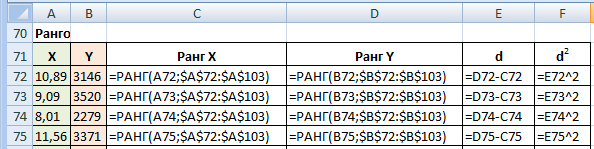 A B C D E F
70 Ранго
71 X Y Ранг X Ранг Y d d²
72 10,89 3146 =РАНГ(A72;$A$72:$A$103) =РАНГ(B72;$B$72:$B$103) =D72-C72 =E72^2
73 9,09 3520 =РАНГ(A73;$A$72:$A$103) =РАНГ(B73;$B$72:$B$103) =D73-C73 =E73^2
74 8,01 2279 =РАНГ(A74;$A$72:$A$103) =РАНГ(B74;$B$72:$B$103) =D74-C74 =E74^2
75 11,56 3371 =РАНГ(A75;$A$72:$A$103) =РАНГ(B75;$B$72:$B$103) =D75-C75 =E75^2